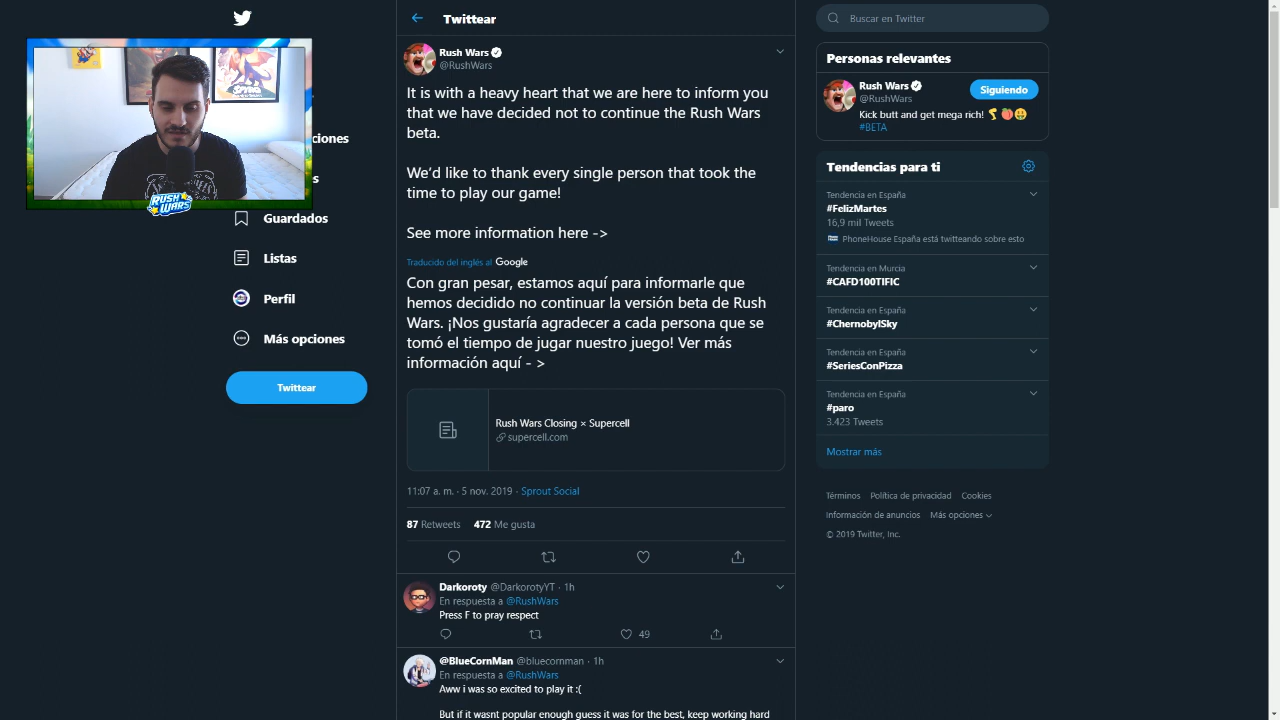 Twittear
Buscar en Twitter
Rush Wars
@RushWars
It is with a heavy heart that we are here to inform you
that we have decided not to continue the Rush Wars
beta.
We'd like to thank every single person that took the
time to play our game!
See more information here ->
Traducido del inglés al Google
Con gran pesar, estamos aquí para informarle que
hemos decidido no continuar la versión beta de Rush
Wars. ¡Nos gustaría agradecer a cada persona que se
tomó el tiempo de jugar nuestro juego! Ver más
información aquí - >
Rush Wars Closing × Supercell
supercell.com
11:07 a. m. · 5 nov. 2019 · Sprout Social
87 Retweets 472 Me gusta
Darkoroty @DarkorotyYT · 1h
En respuesta a @RushWars
Press F to pray respect
49
@BlueCornMan @bluecornman · 1h
En respuesta a @RushWars
Aww i was so excited to play it :(
But if it wasnt popular enough guess it was for the best, keep working hard
SPYRO
RUSH
WARS
ciones
s
Guardados
Listas
Perfil
Más opciones
Twittear
Personas relevantes
Rush Wars
@RushWars
Siguiendo
Kick butt and get mega rich!
#BETA
Tendencias para ti
Tendencia en España
#FelizMartes
16,9 mil Tweets
PhoneHouse España está twitteando sobre esto
Tendencia en Murcia
#CAFD100TIFIC
Tendencia en España
#ChernobylSky
Tendencia en España
#SeriesConPizza
Tendencia en España
#paro
3.423 Tweets
Mostrar más
Términos Política de privacidad Cookies
Información de anuncios Más opciones
© 2019 Twitter, Inc.